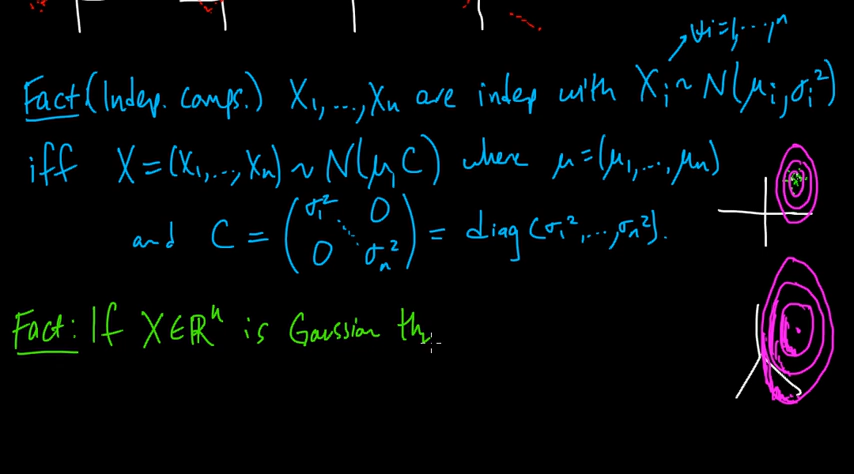 ∀i=1,...,n
Fact (Indep. comps.) X₁,...,Xₙ are indep with Xᵢ ~ N(μᵢ,σᵢ²)
iff X=(X₁,...,Xₙ) ~ N(μ,C) where μ=(μ₁,...,μₙ)
and C = (σ₁² ⋱ 0 0 σₙ²) = diag(σ₁²,...,σₙ²).
Fact: If X∈ℝⁿ is Gaussian th